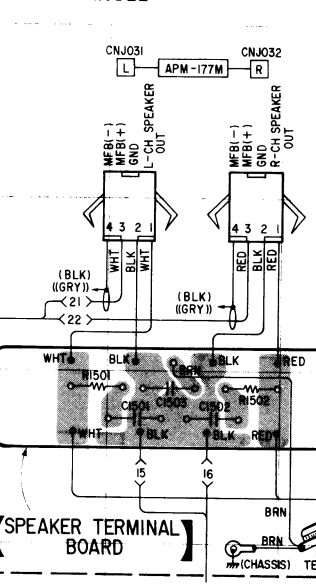 CNJ031 CNJ032
L APM-177M R
MFB(-)
MFB(+)
GND
L-CH SPEAKER
OUT
MFB(-)
MFB(+)
GND
R-CH SPEAKER
OUT
4 3 2 1 4 3 2 1
WHT BLK WHT RED BLK RED
(BLK)
((GRY))
(BLK)
((GRY))
21
22
WHT BLK BRN BLK RED
R1501 C1503 R1502
C1501 C1502
WHT BLK BLK RED
15 16
BRN
SPEAKER TERMINAL
BOARD
BRN
(CHASSIS)